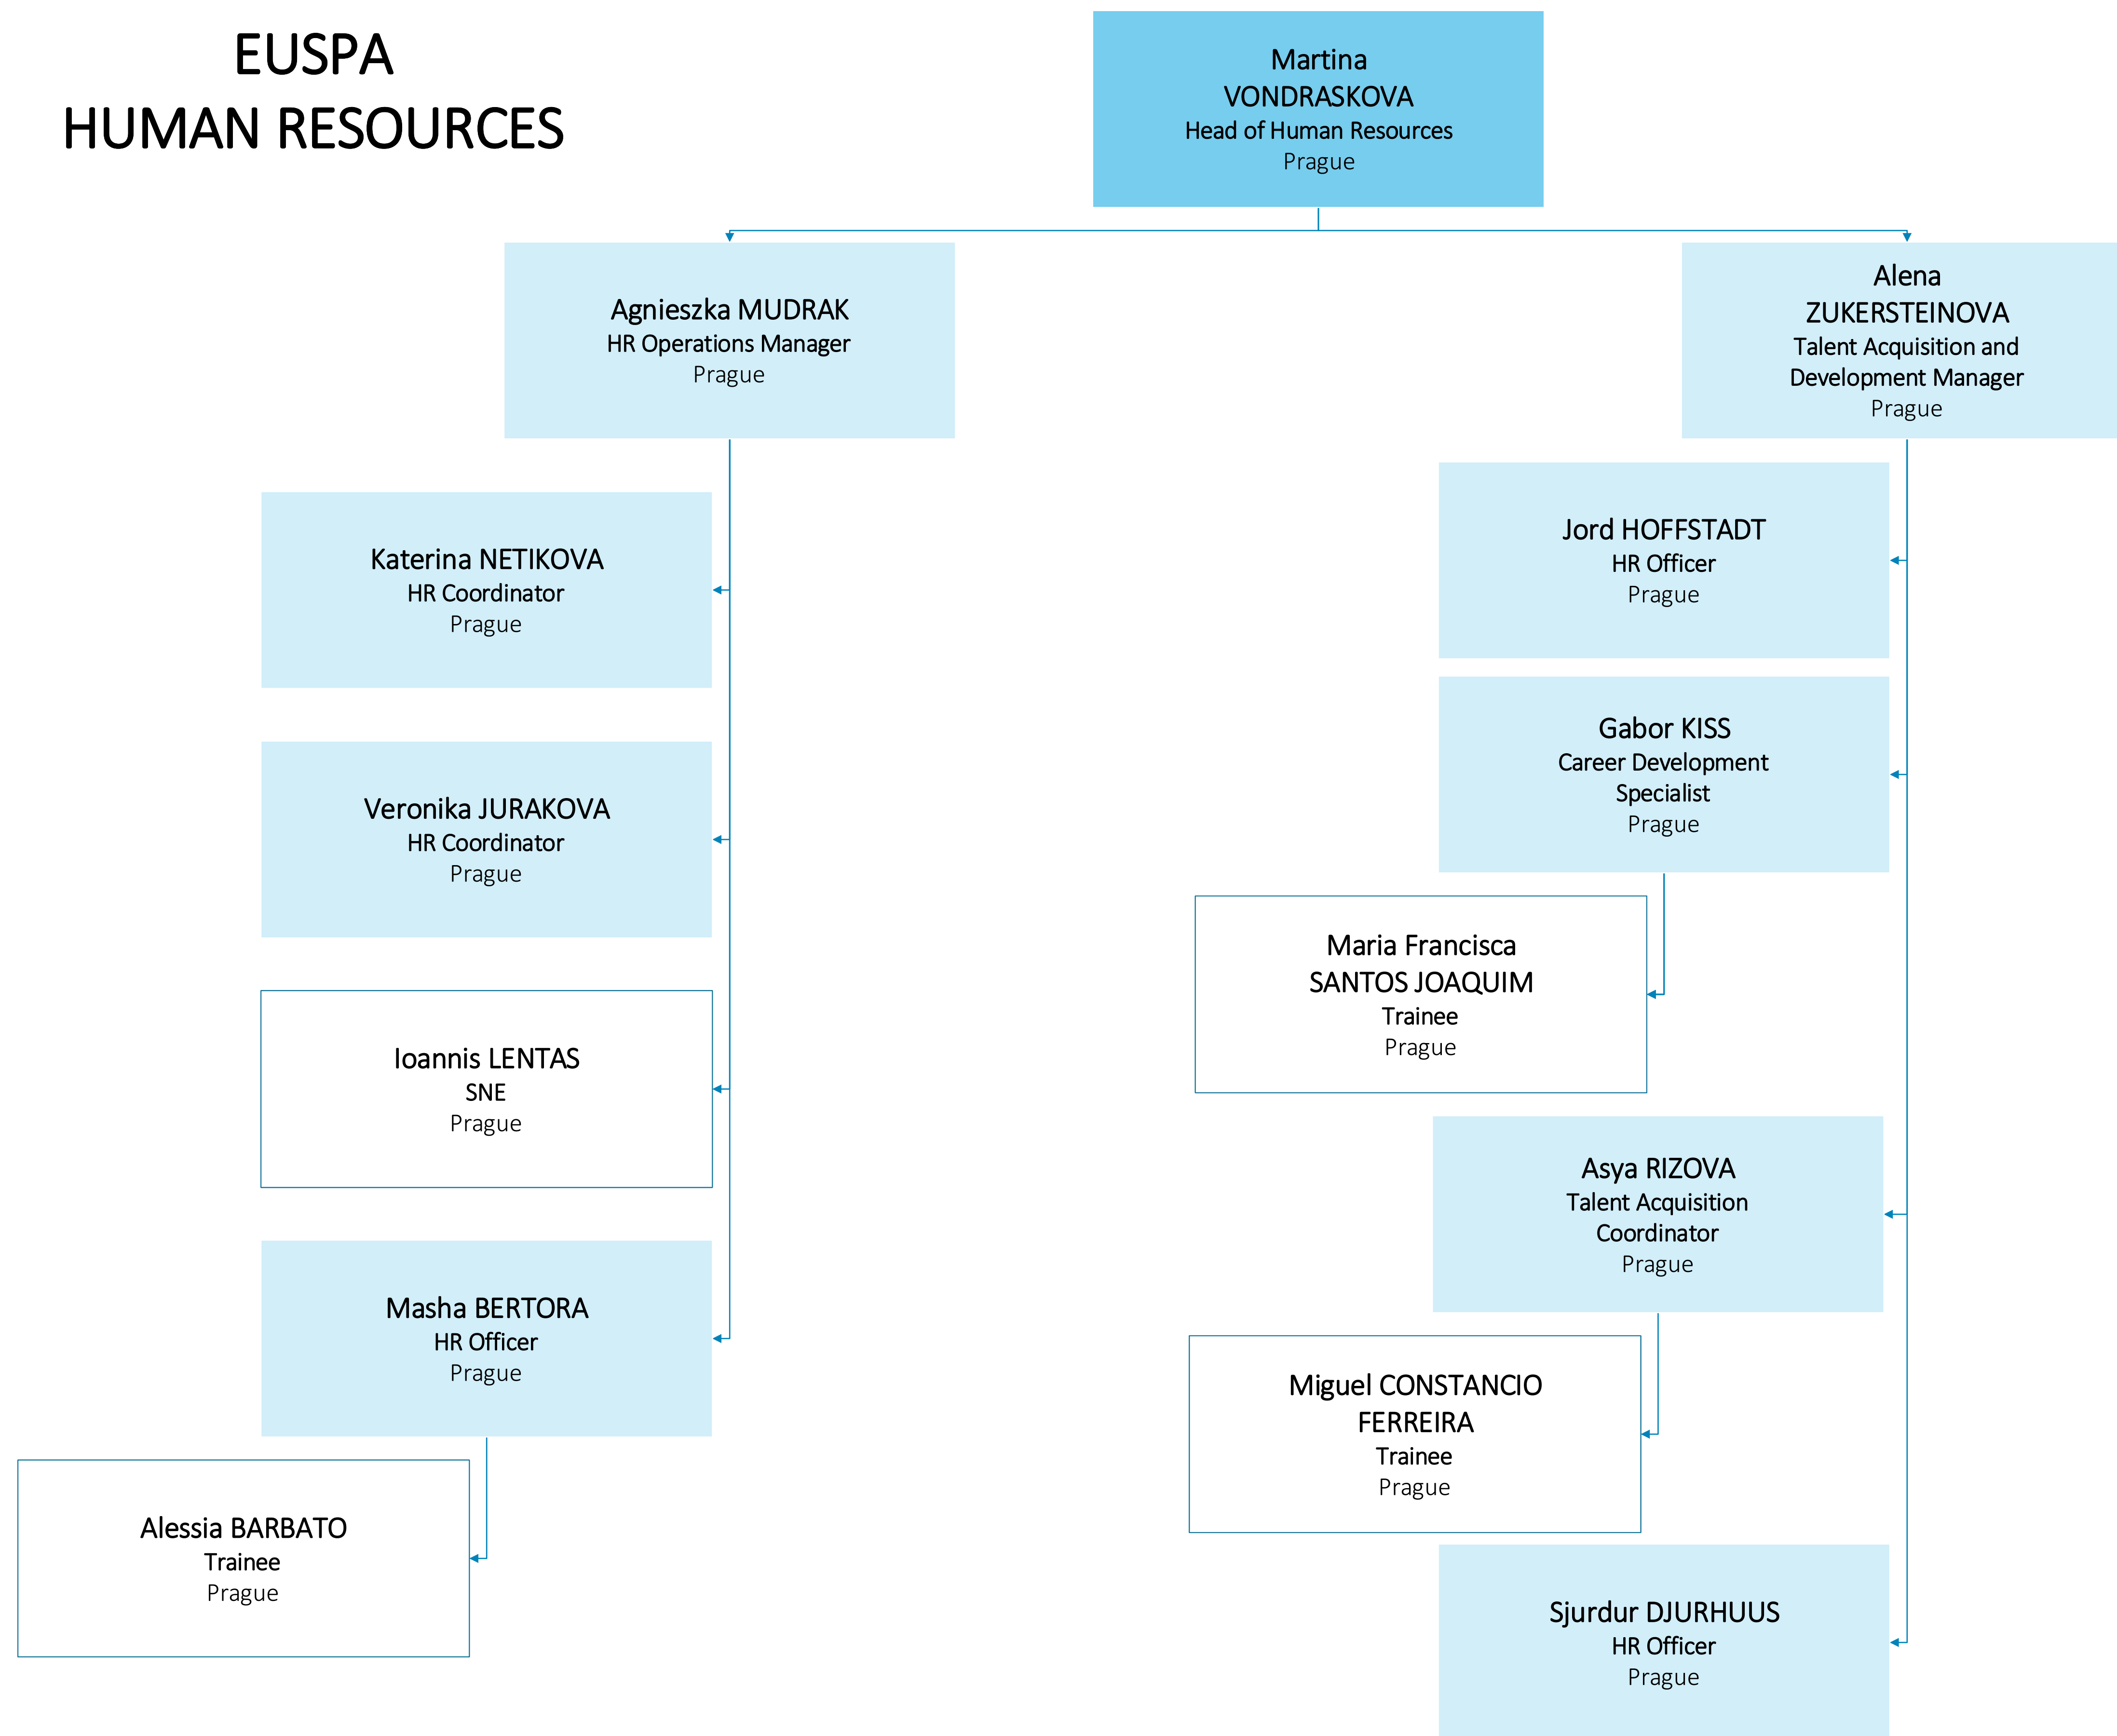 EUSPA
HUMAN RESOURCES
Martina
VONDRASKOVA
Head of Human Resources
Prague
Agnieszka MUDRAK
HR Operations Manager
Prague
Alena
ZUKERSTEINOVA
Talent Acquisition and
Development Manager
Prague
Katerina NETIKOVA
HR Coordinator
Prague
Veronika JURAKOVA
HR Coordinator
Prague
Ioannis LENTAS
SNE
Prague
Masha BERTORA
HR Officer
Prague
Alessia BARBATO
Trainee
Prague
Jord HOFFSTADT
HR Officer
Prague
Gabor KISS
Career Development
Specialist
Prague
Maria Francisca
SANTOS JOAQUIM
Trainee
Prague
Asya RIZOVA
Talent Acquisition
Coordinator
Prague
Miguel CONSTANCIO
FERREIRA
Trainee
Prague
Sjurdur DJURHUUS
HR Officer
Prague